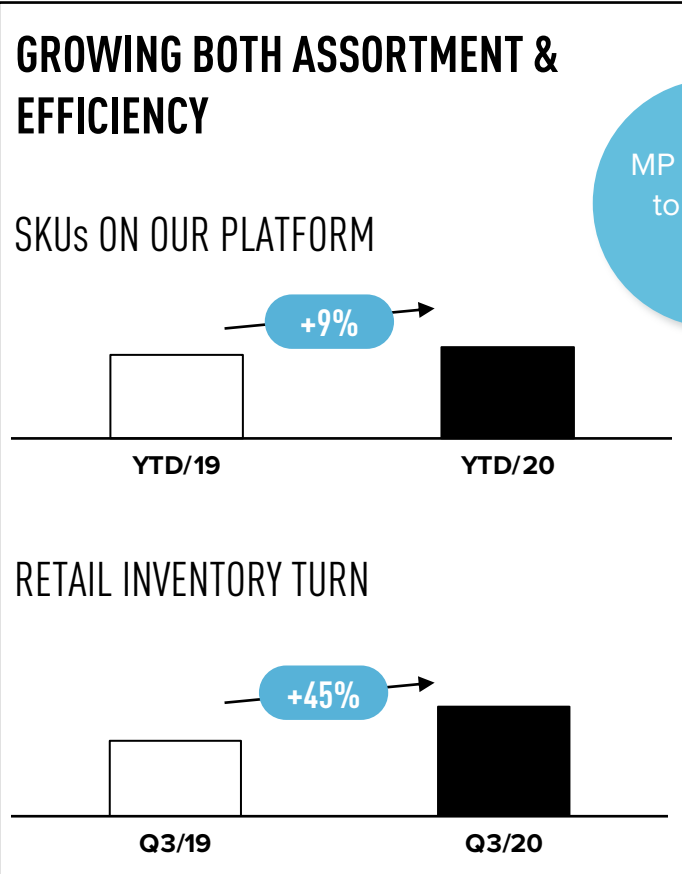 GROWING BOTH ASSORTMENT &
EFFICIENCY
MP
to
SKUs ON OUR PLATFORM
+9%
YTD/19
YTD/20
RETAIL INVENTORY TURN
+45%
Q3/19
Q3/20